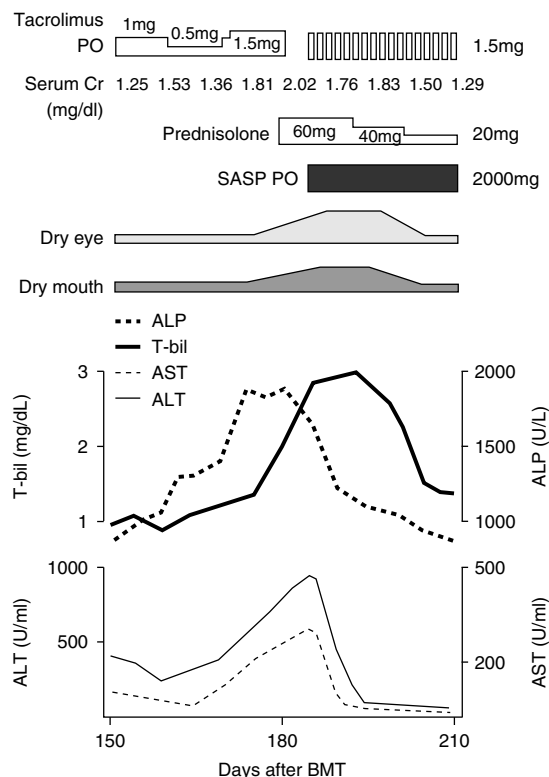 Tacrolimus
PO
1mg
0.5mg
1.5mg
1.5mg
Serum Cr
(mg/dl)
1.25 1.53 1.36 1.81 2.02 1.76 1.83 1.50 1.29
Prednisolone
60mg
40mg
20mg
SASP PO
2000mg
Dry eye
Dry mouth
ALP
T-bil
AST
ALT
T-bil (mg/dL)
3
2
1
ALP (U/L)
2000
1500
1000
ALT (U/ml)
1000
500
AST (U/ml)
500
200
150 180 210
Days after BMT